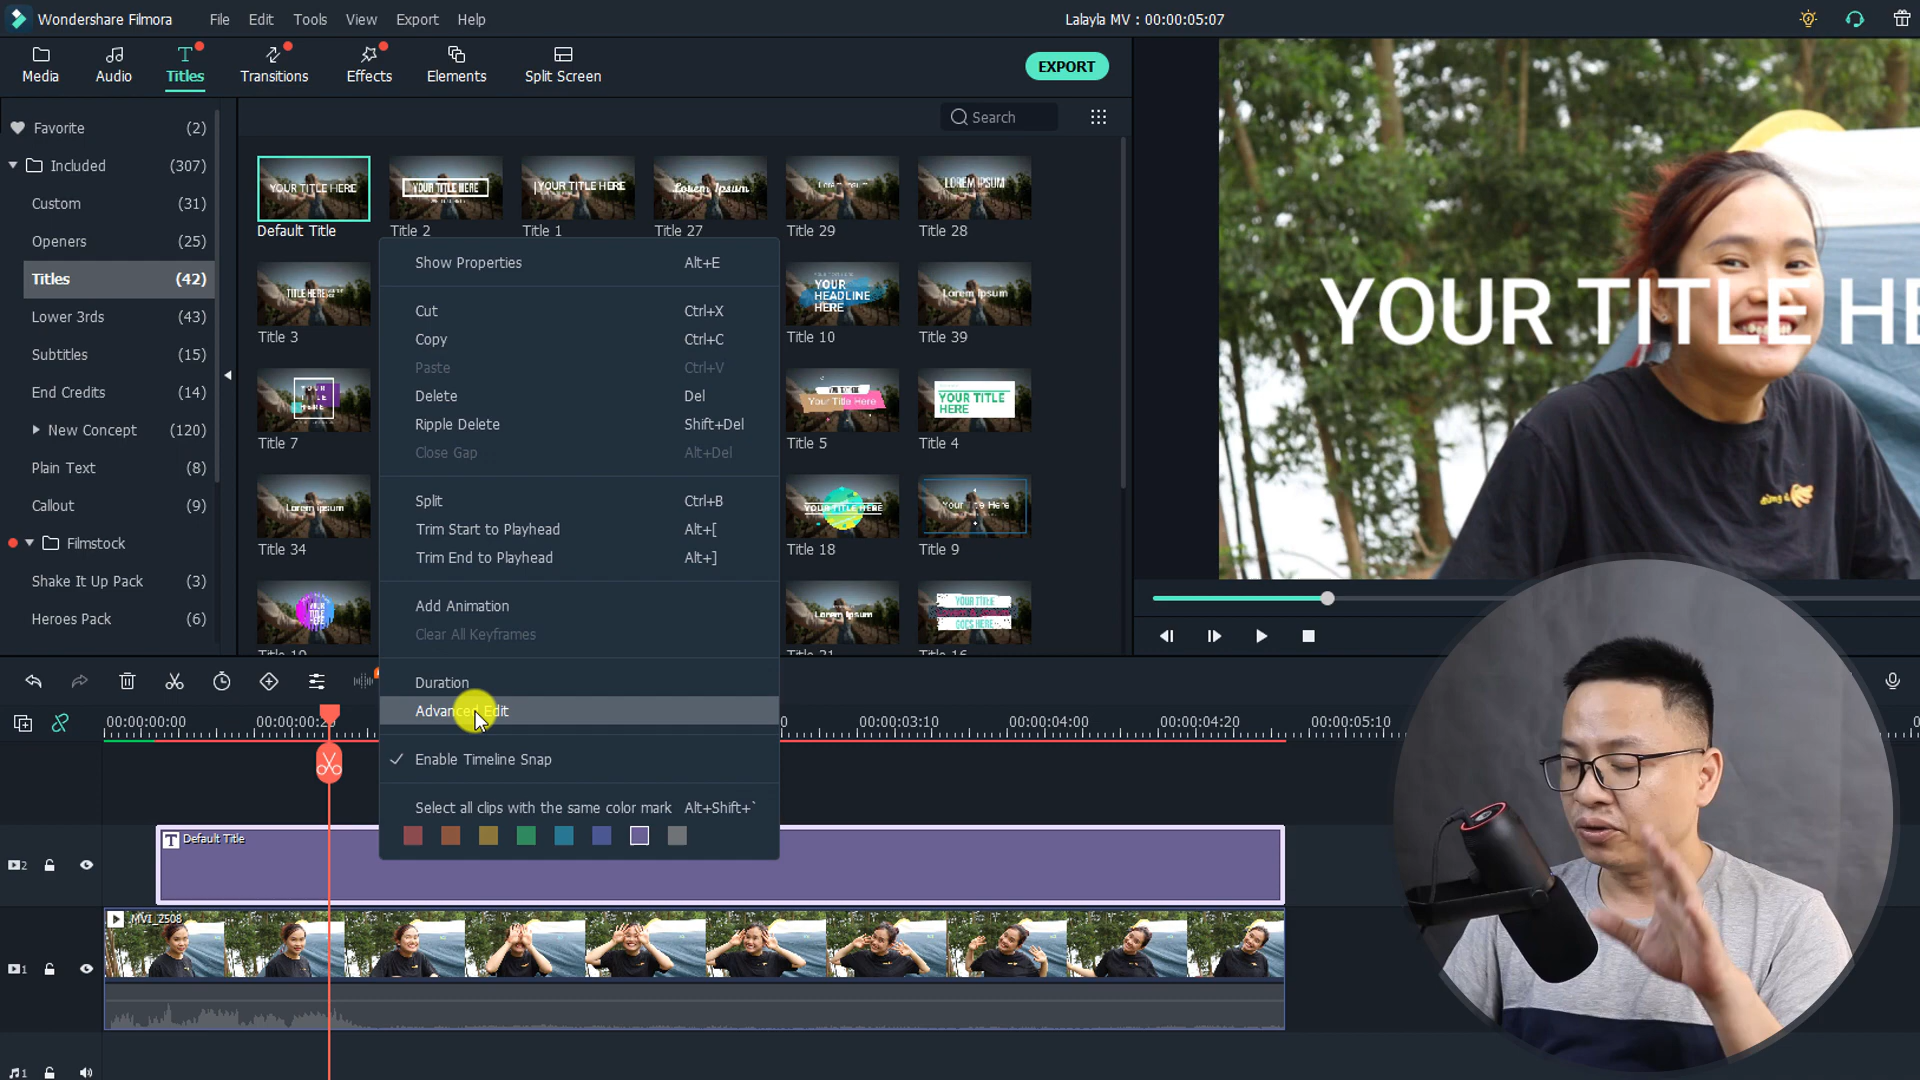 Wondershare Filmora File Edit Tools View Export Help Lalayla MV : 00:00:05:07
Media Audio Titles Transitions Effects Elements Split Screen EXPORT
Search
Favorite (2)
Included (307)
Custom (31)
Openers (25)
Titles (42)
Lower 3rds (43)
Subtitles (15)
End Credits (14)
New Concept (120)
Plain Text (8)
Callout (9)
Filmstock
Shake It Up Pack (3)
Heroes Pack (6)
YOUR TITLE HERE YOUR TITLE HERE YOUR TITLE HERE Lorem Ipsum LOREM IPSUM
Default Title Title 2 Title 1 Title 27 Title 29 Title 28
TITLE HERE YOUR HEADLINE HERE Lorem Ipsum
Title 3 Title 10 Title 39
YOUR TITLE HERE Your Title Here YOUR TITLE HERE
Title 7 Title 5 Title 4
Lorem Ipsum YOUR TITLE HERE Your Title Here
Title 34 Title 18 Title 9
YOUR TITLE HERE Lorem Ipsum YOUR TITLE GOES HERE
Title 19 Title 21 Title 16
Show Properties Alt+E
Cut Ctrl+X
Copy Ctrl+C
Paste Ctrl+V
Delete Del
Ripple Delete Shift+Del
Close Gap Alt+Del
Split Ctrl+B
Trim Start to Playhead Alt+[
Trim End to Playhead Alt+]
Add Animation
Clear All Keyframes
Duration
Advanced Edit
Enable Timeline Snap
Select all clips with the same color mark Alt+Shift+`
YOUR TITLE HE
00:00:00:00 00:00:00:20 00:00:03:10 00:00:04:00 00:00:04:20 00:00:05:10
T Default Title
2
MVI_2508
1
1